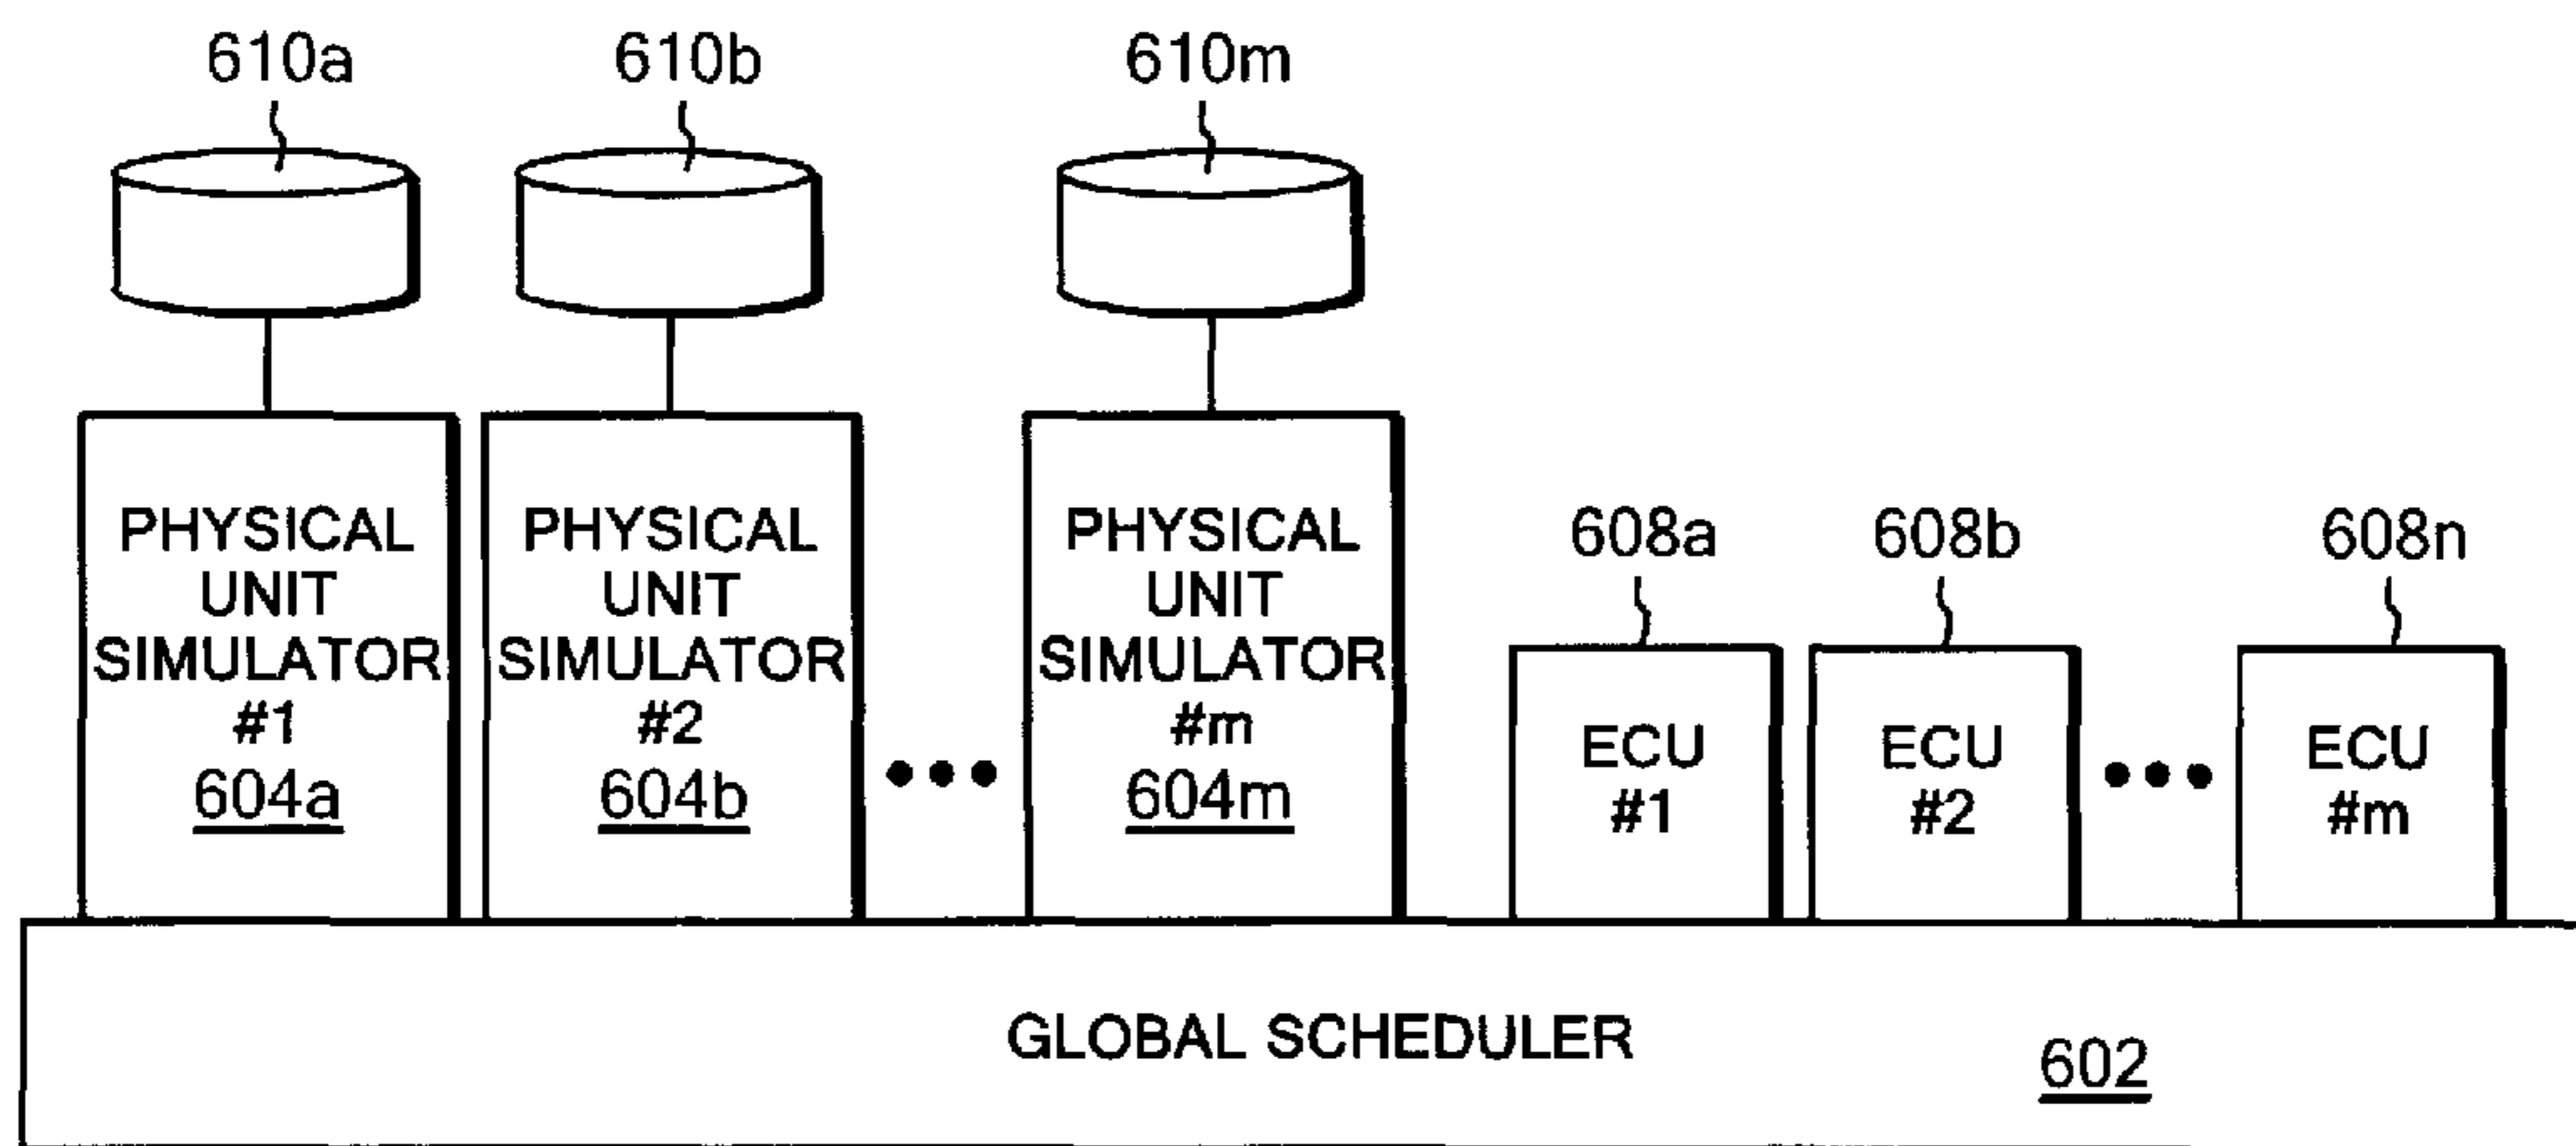 610a
610b
610m
PHYSICAL
UNIT
SIMULATOR
#1
604a
PHYSICAL
UNIT
SIMULATOR
#2
604b
•••
PHYSICAL
UNIT
SIMULATOR
#m
604m
608a
608b
608n
ECU
#1
ECU
#2
•••
ECU
#m
GLOBAL SCHEDULER
602